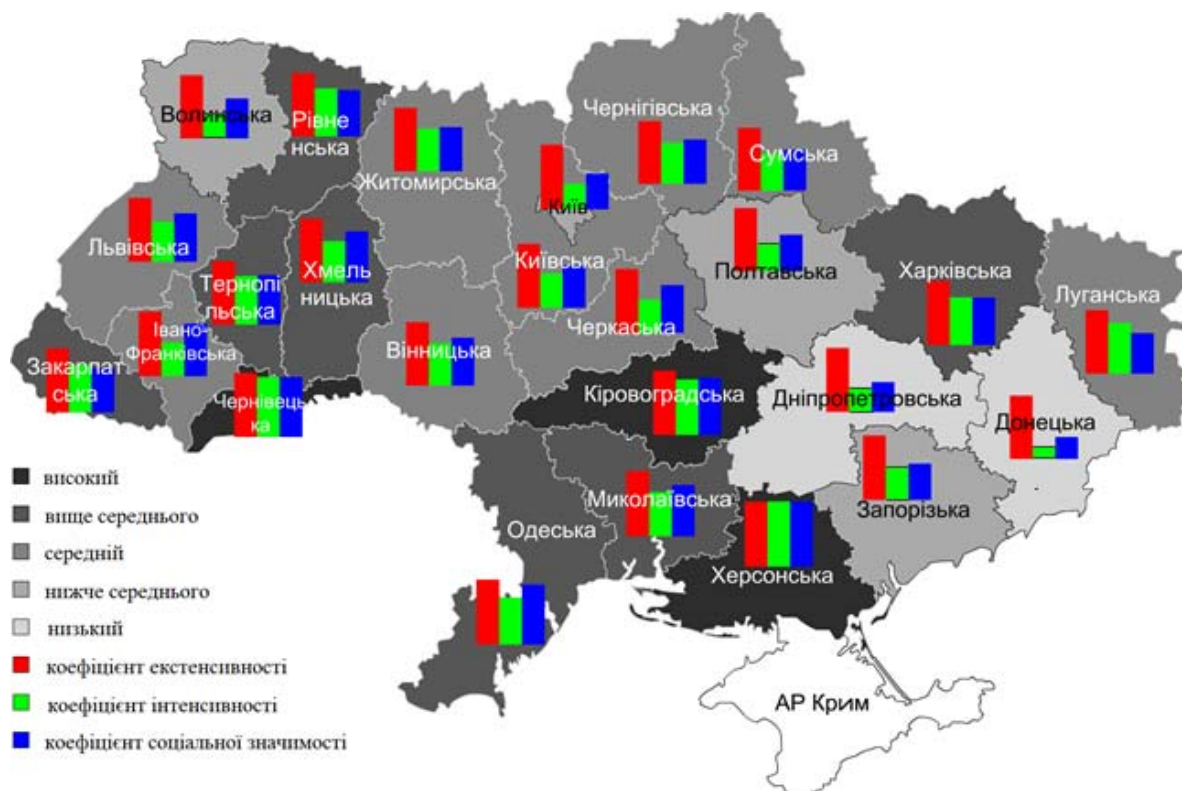 Волинська
Рівне
нська
Житомирська
Чернігівська
Сумська
Київ
Львівська
Тернопі
льська
Хмель
ницька
Київська
Черкаська
Полтавська
Харківська
Луганська
Закарпат
ська
Івано-
Франківська
Чернівець
ка
Вінницька
Кіровоградська
Дніпропетровська
Донецька
Запорізька
Миколаївська
Одеська
Херсонська
АР Крим
високий
вище середнього
середній
нижче середнього
низький
коефіцієнт екстенсивності
коефіцієнт інтенсивності
коефіцієнт соціальної значимості